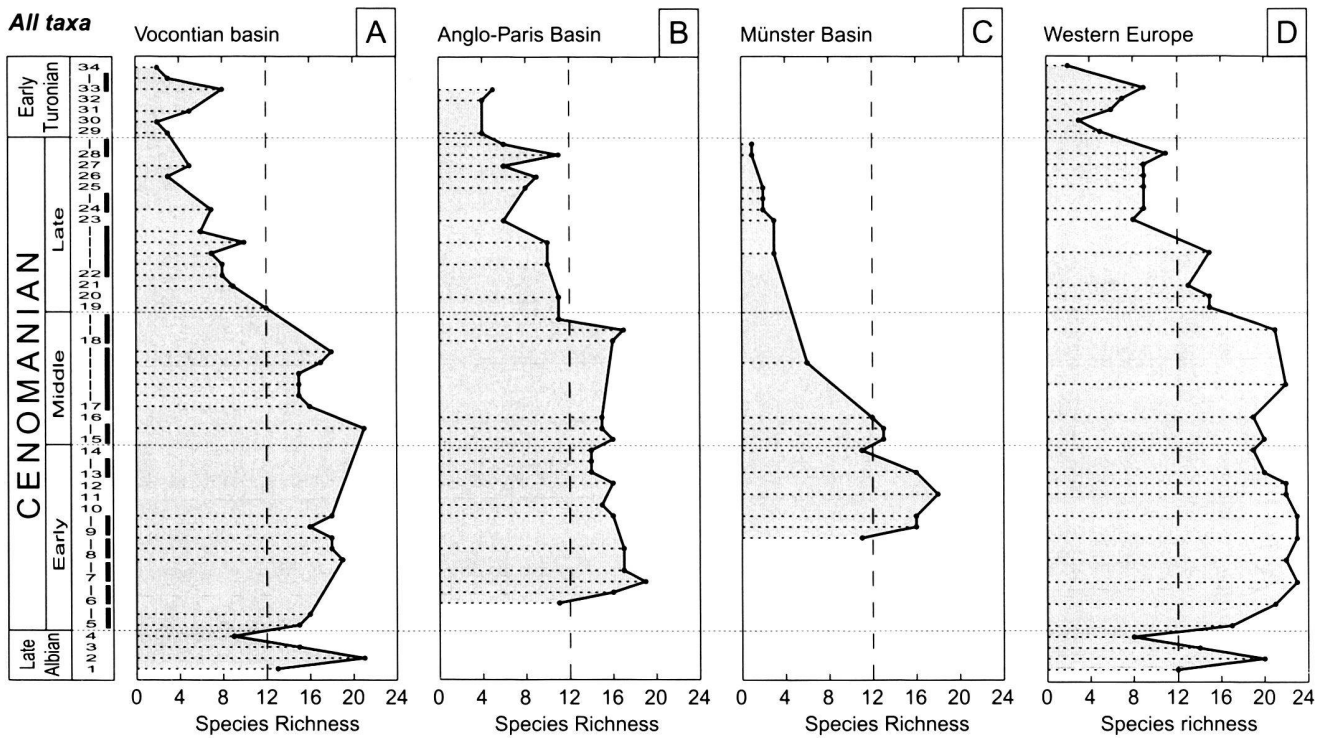 All taxa
Vocontian basin
A
Anglo-Paris Basin
B
Münster Basin
C
Western Europe
D
Early
Turonian
CENOMANIAN
Late
Middle
Early
Late
Albian
34
33
32
31
30
29
28
27
26
25
24
23
22
21
20
19
18
17
16
15
14
13
12
11
10
9
8
7
6
5
4
3
2
1
0 4 8 12 16 20 24
Species Richness
0 4 8 12 16 20 24
Species Richness
0 4 8 12 16 20 24
Species Richness
0 4 8 12 16 20 24
Species richness